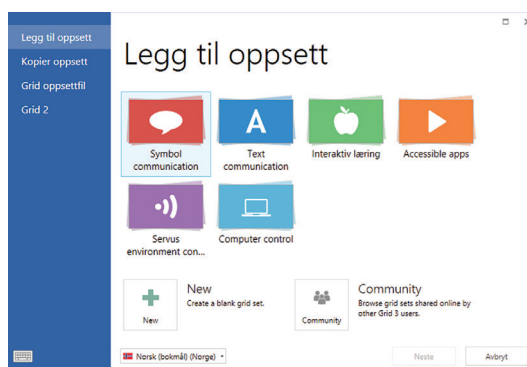 Legg til oppsett
Kopier oppsett
Grid oppsettfil
Grid 2
Legg til oppsett
Symbol
communication
A
Text
communication
Interaktiv læring
Accessible apps
Servus
environment con...
Computer control
New
New
Create a blank grid set.
Community
Community
Browse grid sets shared online by
other Grid 3 users.
Norsk (bokmål) (Norge)
Neste
Avbryt